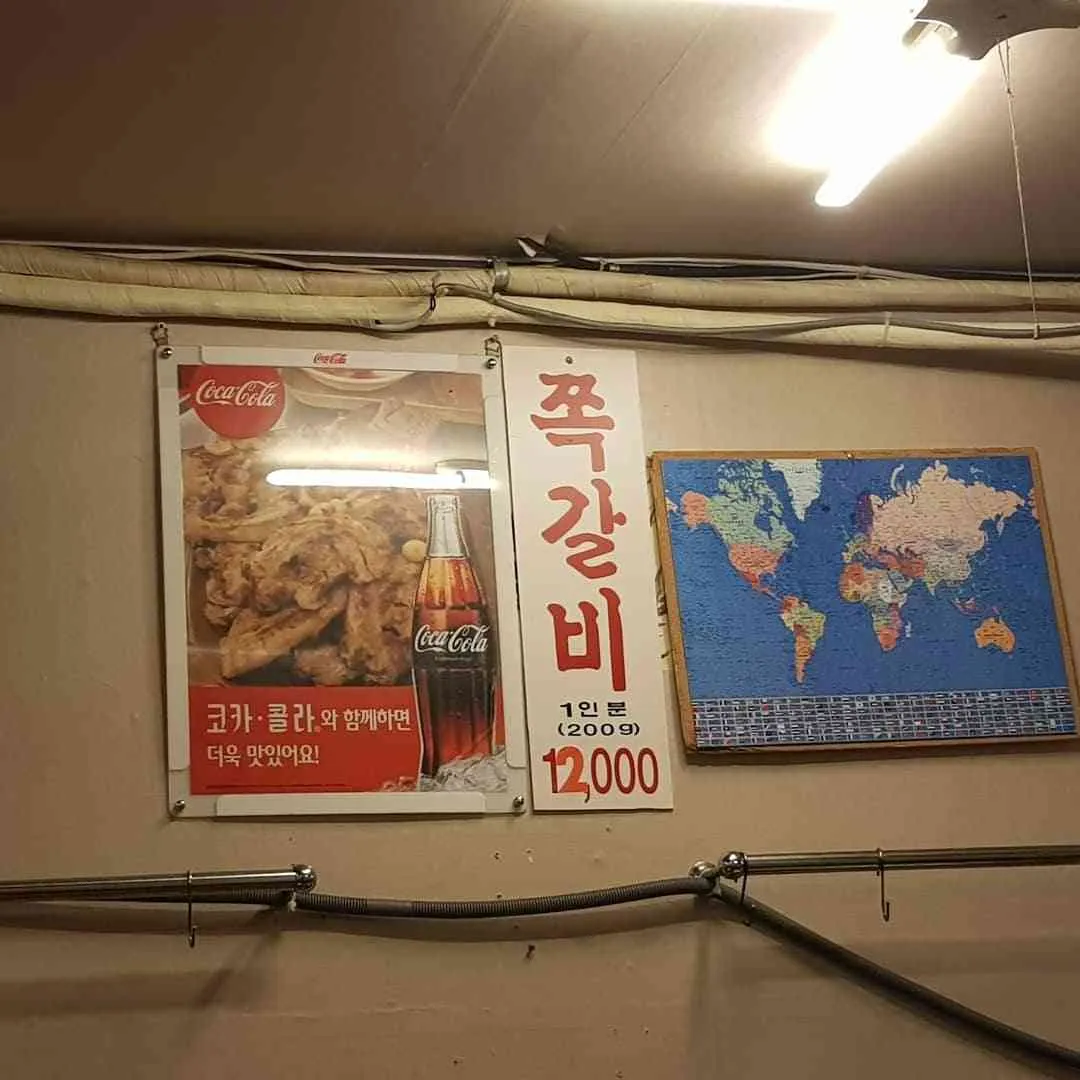 Coca-Cola
Coca-Cola
Coca-Cola
코카·콜라와 함께하면
더욱 맛있어요!
쪽갈비
1인분
(200g)
12,000